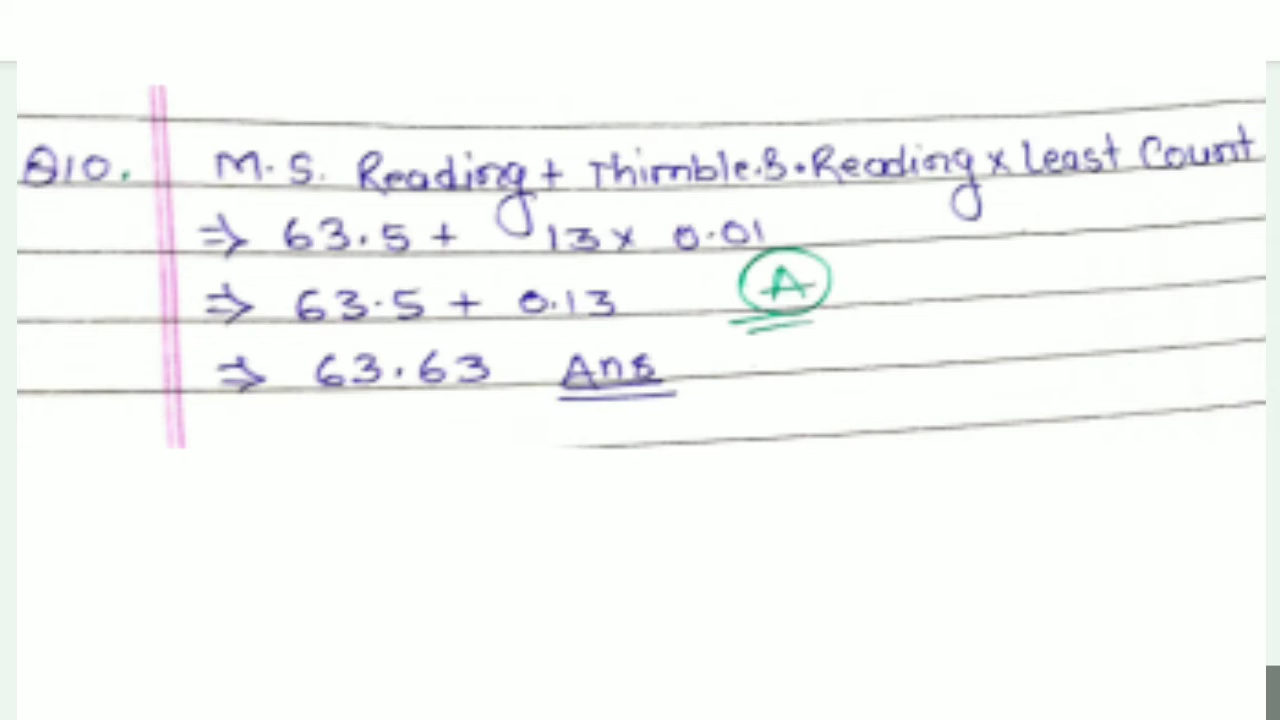 Q10. M.S. Reading + Thimble.S.Reading x Least Count
⇒ 63.5 + 13 x 0.01
⇒ 63.5 + 0.13 A
⇒ 63.63 Ans